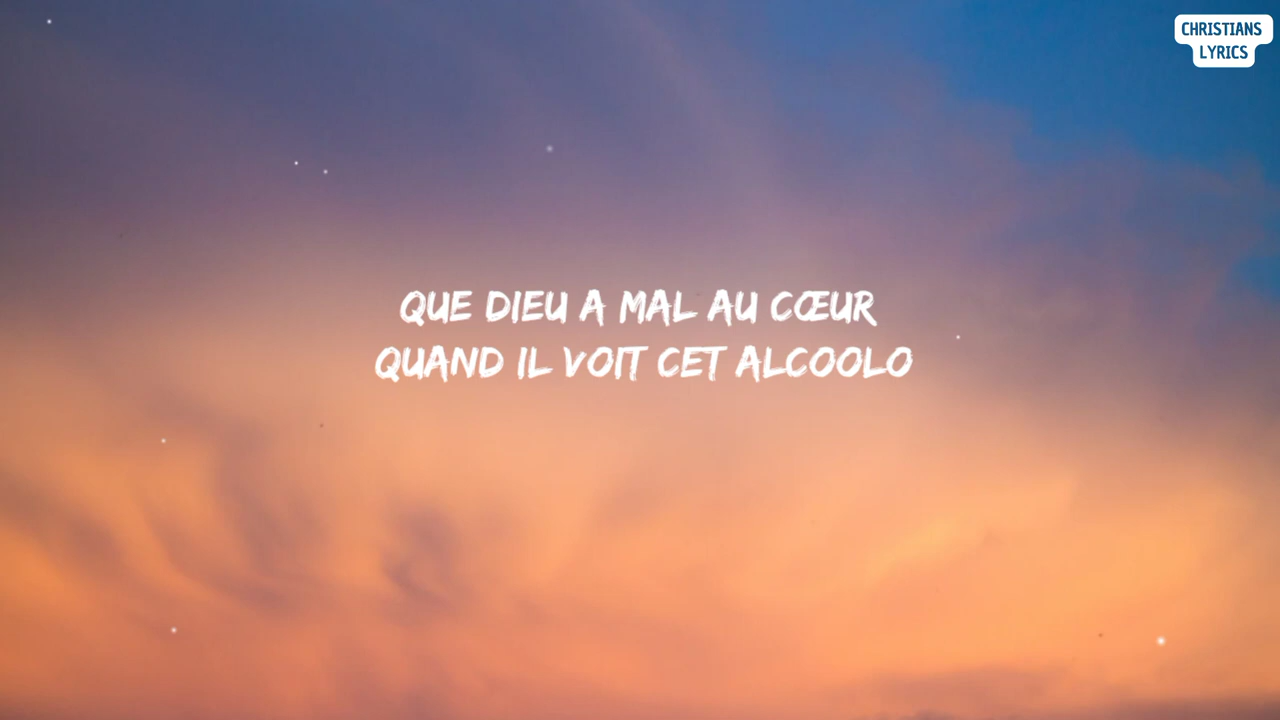 CHRISTIANS
LYRICS
QUE DIEU A MAL AU CŒUR
QUAND IL VOIT CET ALCOOLO